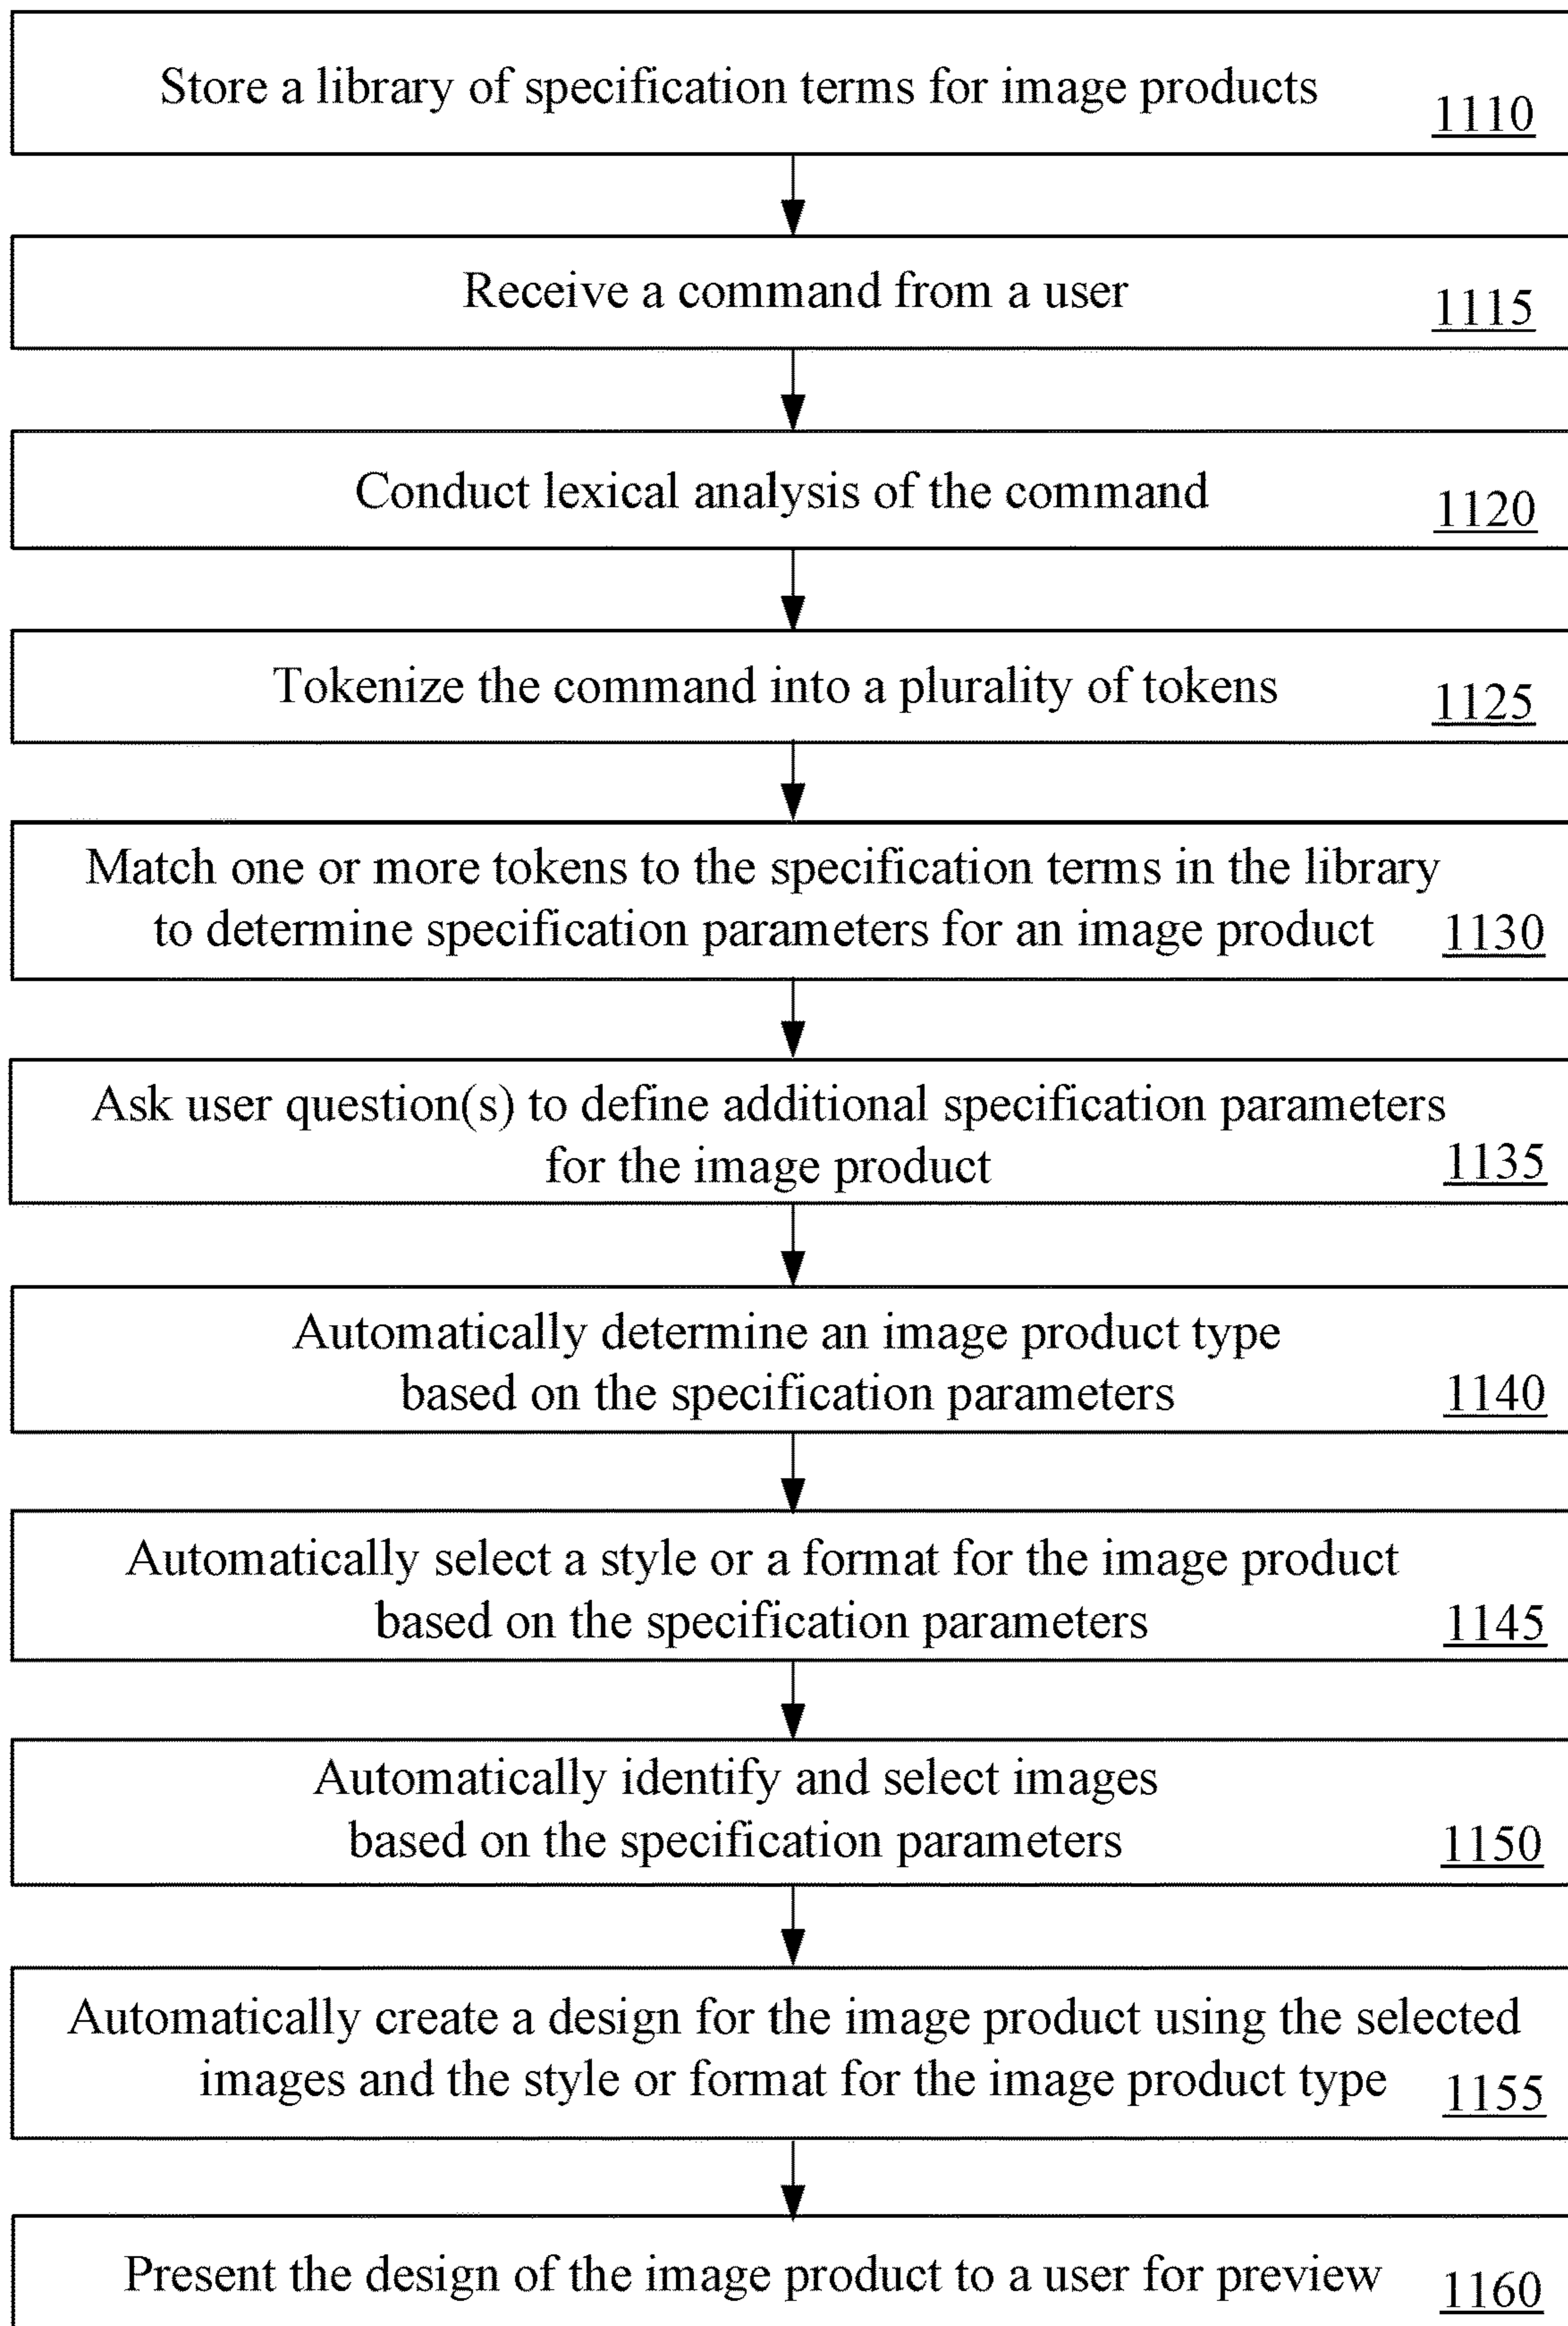 Store a library of specification terms for image products
1110
Receive a command from a user
1115
Conduct lexical analysis of the command
1120
Tokenize the command into a plurality of tokens
1125
Match one or more tokens to the specification terms in the library
to determine specification parameters for an image product 1130
Ask user question(s) to define additional specification parameters
for the image product 1135
Automatically determine an image product type
based on the specification parameters 1140
Automatically select a style or a format for the image product
based on the specification parameters 1145
Automatically identify and select images
based on the specification parameters 1150
Automatically create a design for the image product using the selected
images and the style or format for the image product type 1155
Present the design of the image product to a user for preview 1160